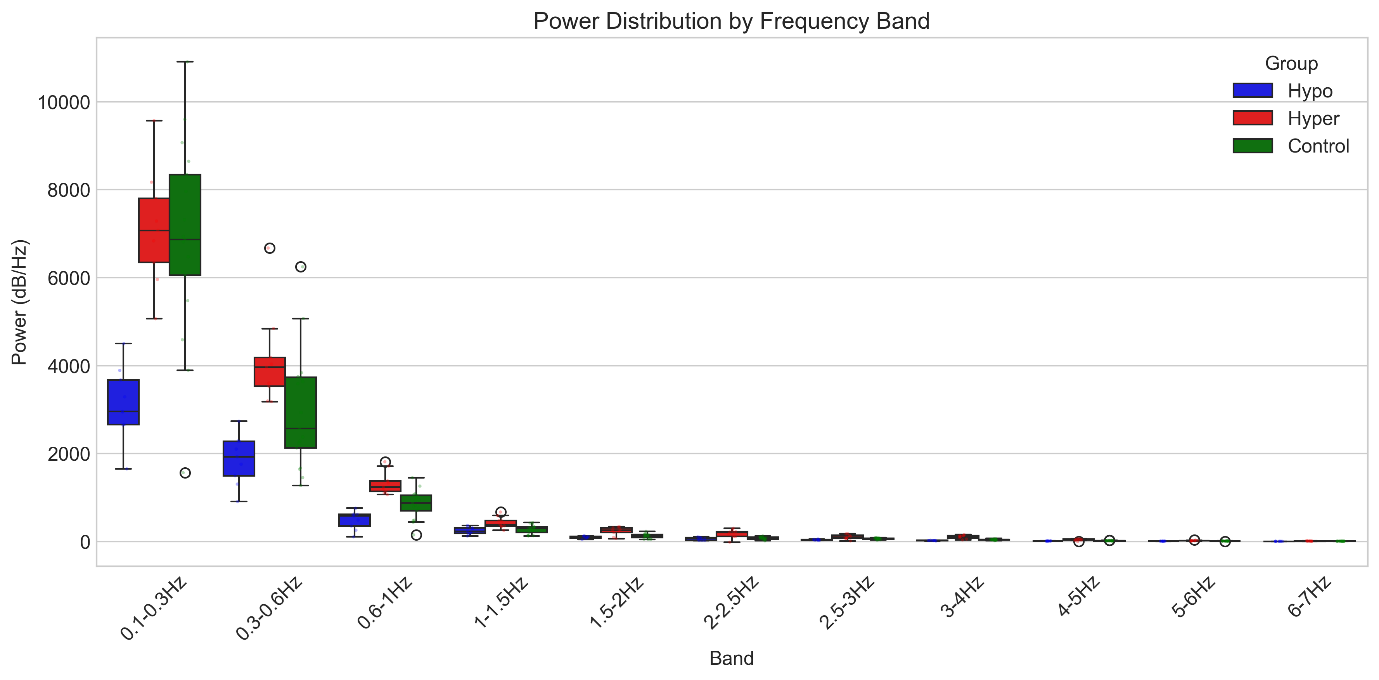 Power Distribution by Frequency Band
Group
Hypo
Hyper
Control
Power (dB/Hz)
10000
8000
6000
4000
2000
0
0.1-0.3Hz
0.3-0.6Hz
0.6-1Hz
1-1.5Hz
1.5-2Hz
2-2.5Hz
2.5-3Hz
3-4Hz
4-5Hz
5-6Hz
6-7Hz
Band